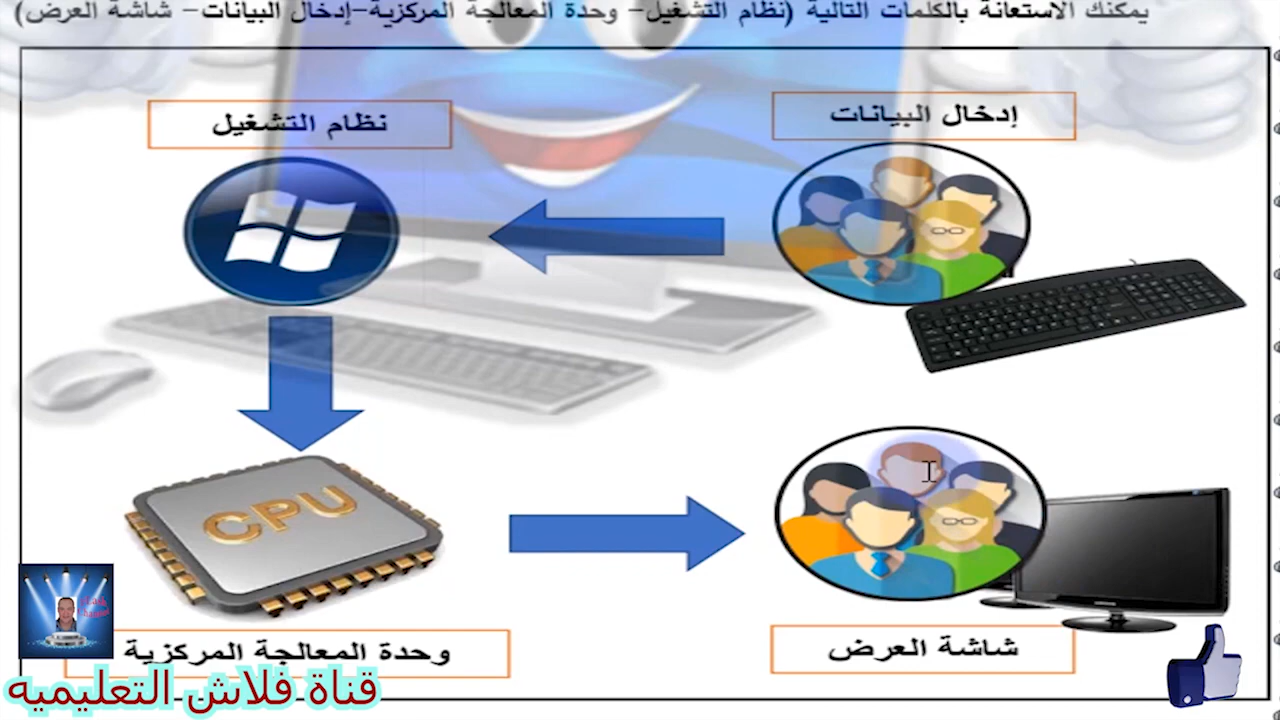 يمكنك الاستعانة بالكلمات التالية (نظام التشغيل- وحدة المعالجة المركزية-إدخال البيانات- شاشة العرض)
إدخال البيانات
نظام التشغيل
CPU
شاشة العرض
وحدة المعالجة المركزية
قناة فلاش التعليميه